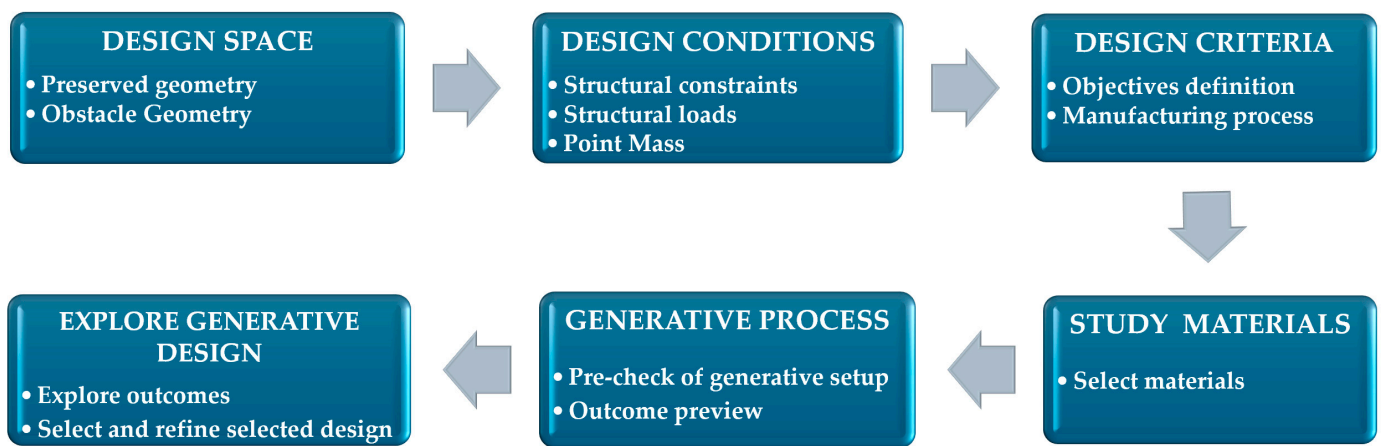 DESIGN SPACE
• Preserved geometry
• Obstacle Geometry
DESIGN CONDITIONS
• Structural constraints
• Structural loads
• Point Mass
DESIGN CRITERIA
• Objectives definition
• Manufacturing process
STUDY MATERIALS
• Select materials
GENERATIVE PROCESS
• Pre-check of generative setup
• Outcome preview
EXPLORE GENERATIVE
DESIGN
• Explore outcomes
• Select and refine selected design